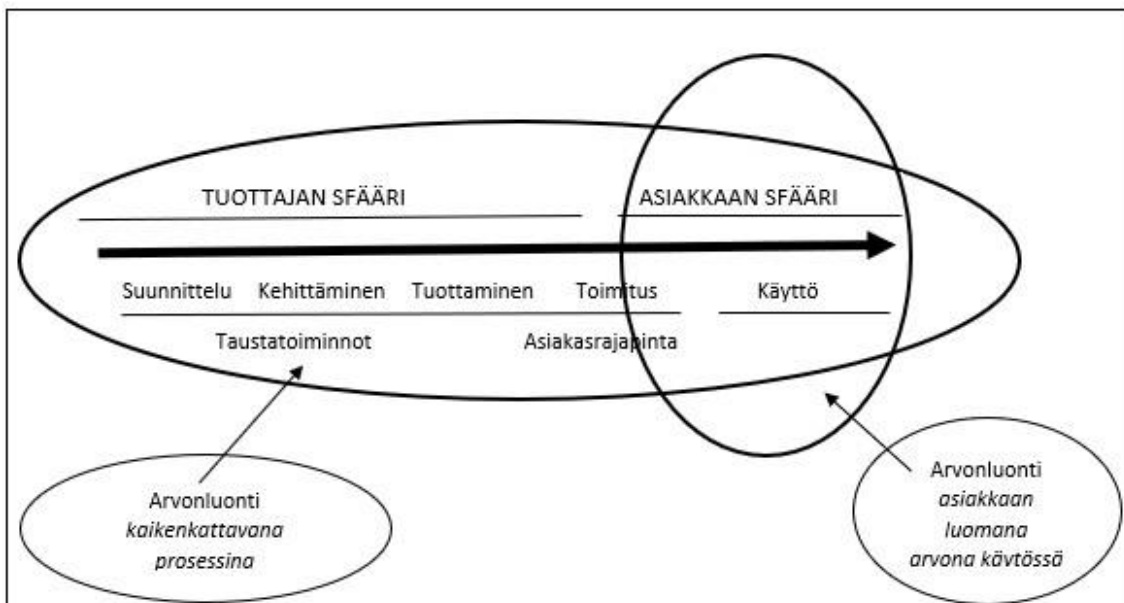 TUOTTAJAN SFÄÄRI ASIAKKAAN SFÄÄRI
Suunnittelu Kehittäminen Tuottaminen Toimitus Käyttö
Taustatoiminnot Asiakasrajapinta
Arvonluonti
kaikenkattavana
prosessina
Arvonluonti
asiakkaan
luomana
arvona käytössä